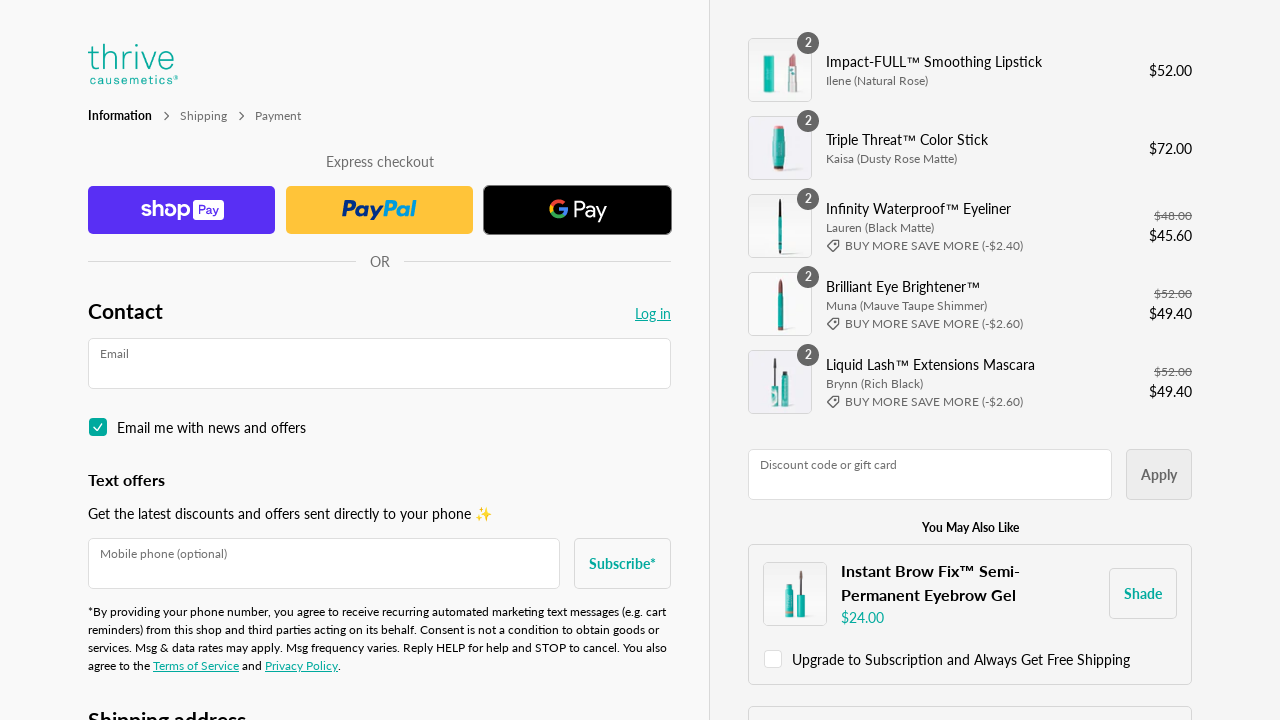 thrive
causemetics®
Information
Shipping
Payment
Express checkout
shop Pay
PayPal
G Pay
OR
Contact
Log in
Email
Email me with news and offers
Text offers
Get the latest discounts and offers sent directly to your phone ✨
Mobile phone (optional)
Subscribe*
*By providing your phone number, you agree to receive recurring automated marketing text messages (e.g. cart
reminders) from this shop and third parties acting on its behalf. Consent is not a condition to obtain goods or
services. Msg & data rates may apply. Msg frequency varies. Reply HELP for help and STOP to cancel. You also
agree to the Terms of Service and Privacy Policy.
Shipping address
2
Impact-FULL™ Smoothing Lipstick
Ilene (Natural Rose)
$52.00
2
Triple Threat™ Color Stick
Kaisa (Dusty Rose Matte)
$72.00
2
Infinity Waterproof™ Eyeliner
Lauren (Black Matte)
BUY MORE SAVE MORE (-$2.40)
$48.00
$45.60
2
Brilliant Eye Brightener™
Muna (Mauve Taupe Shimmer)
BUY MORE SAVE MORE (-$2.60)
$52.00
$49.40
2
Liquid Lash™ Extensions Mascara
Brynn (Rich Black)
BUY MORE SAVE MORE (-$2.60)
$52.00
$49.40
Discount code or gift card
Apply
You May Also Like
Instant Brow Fix™ Semi-
Permanent Eyebrow Gel
$24.00
Shade
Upgrade to Subscription and Always Get Free Shipping